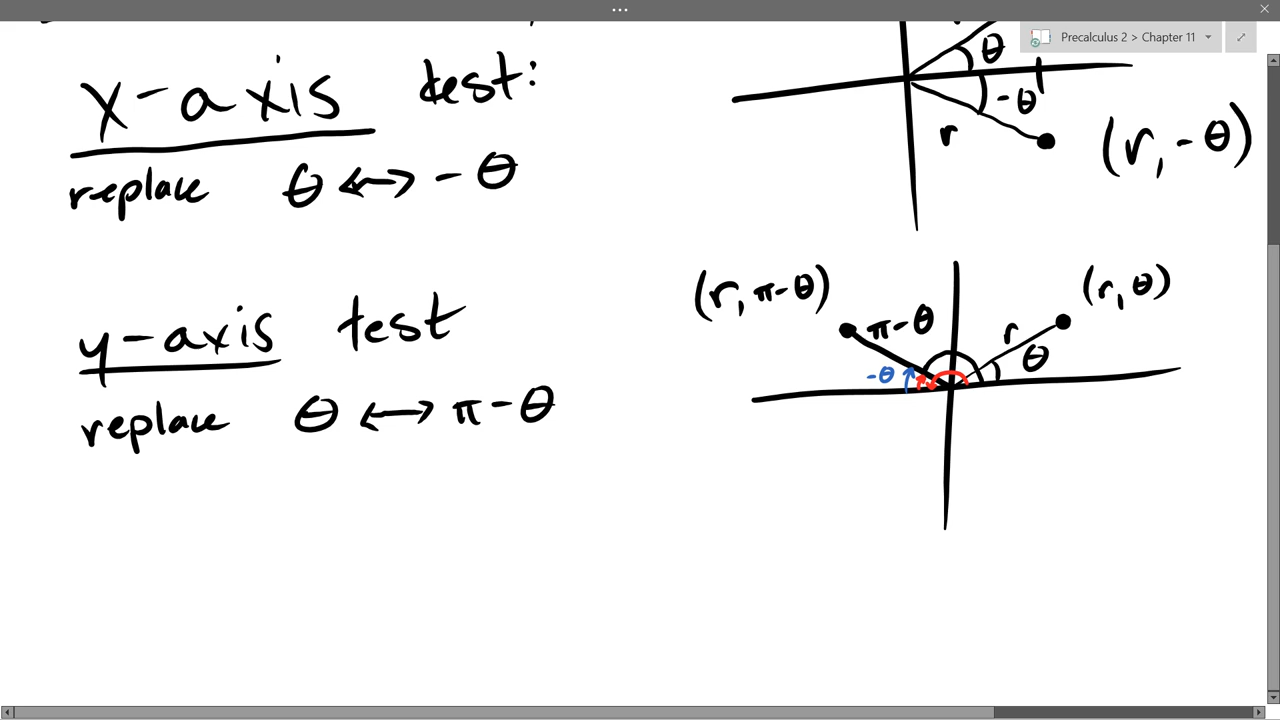 Precalculus 2 > Chapter 11
x-axis test:
replace θ ↔ -θ
θ
-θ
r
(r, -θ)
y-axis test
replace θ ↔ π-θ
(r, π-θ)
π-θ
-θ
r
θ
(r, θ)